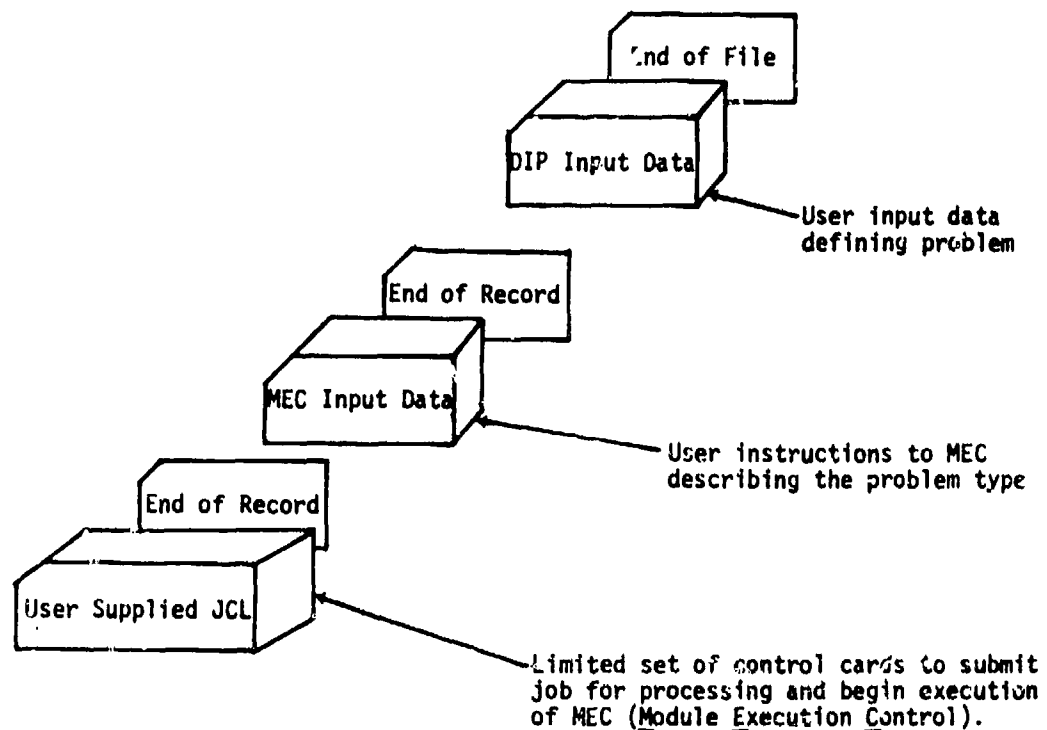 End of File
DIP Input Data
User input data
defining problem
End of Record
MEC Input Data
User instructions to MEC
describing the problem type
End of Record
User Supplied JCL
Limited set of control cards to submit
job for processing and begin execution
of MEC (Module Execution Control).